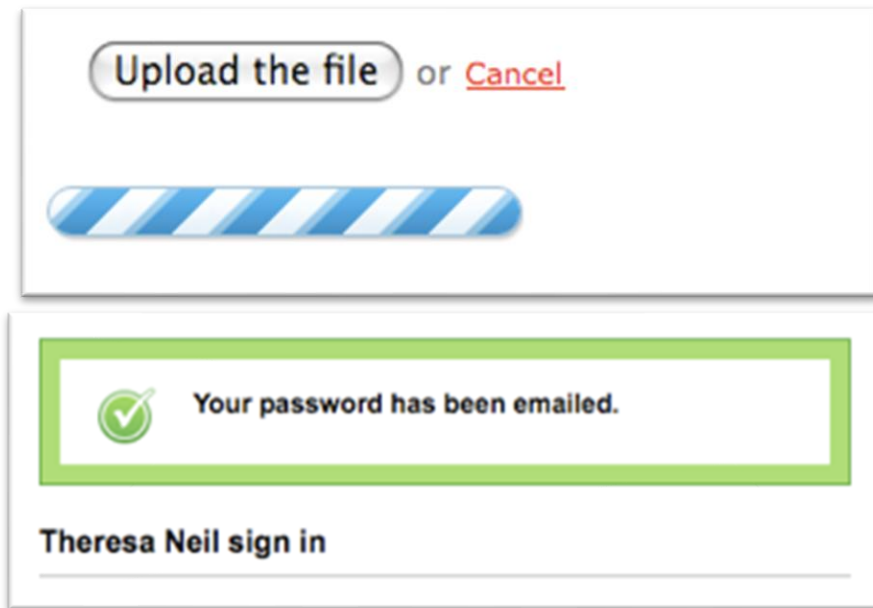 Upload the file or Cancel
Your password has been emailed.
Theresa Neil sign in